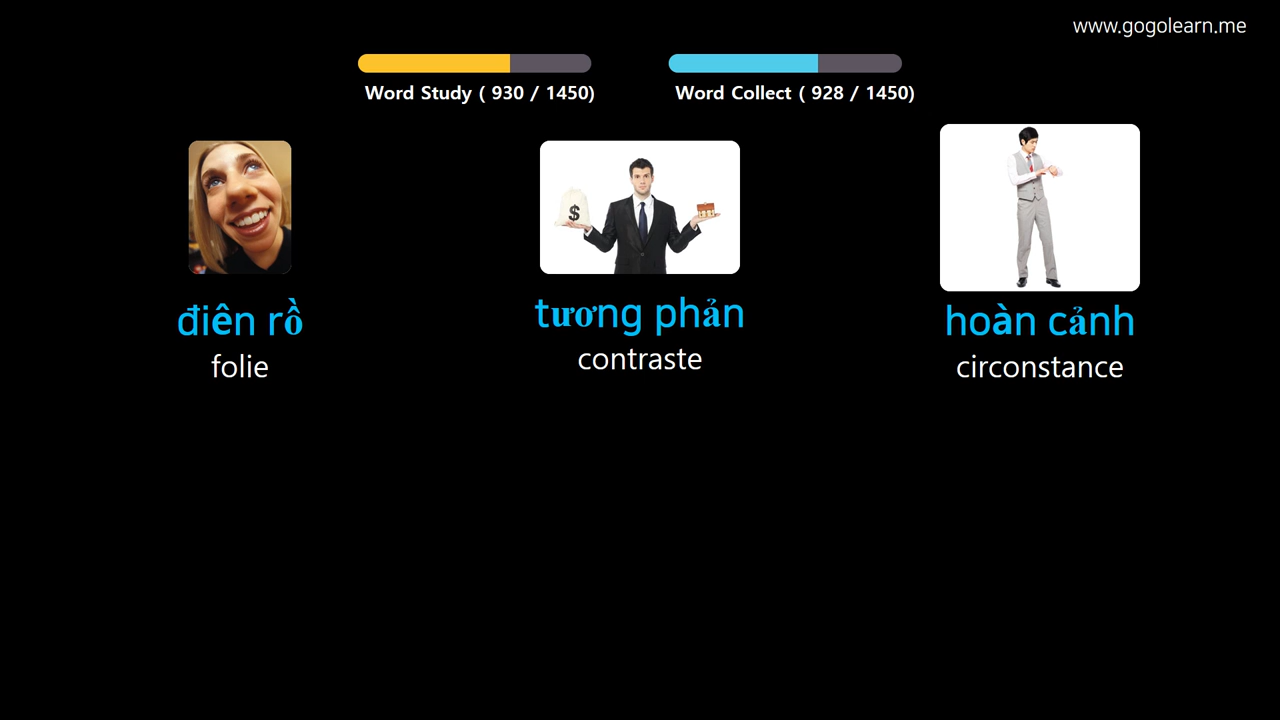 www.gogolearn.me
Word Study ( 930 / 1450)
Word Collect ( 928 / 1450)
điên rồ
folie
tương phản
contraste
hoàn cảnh
circonstance
$